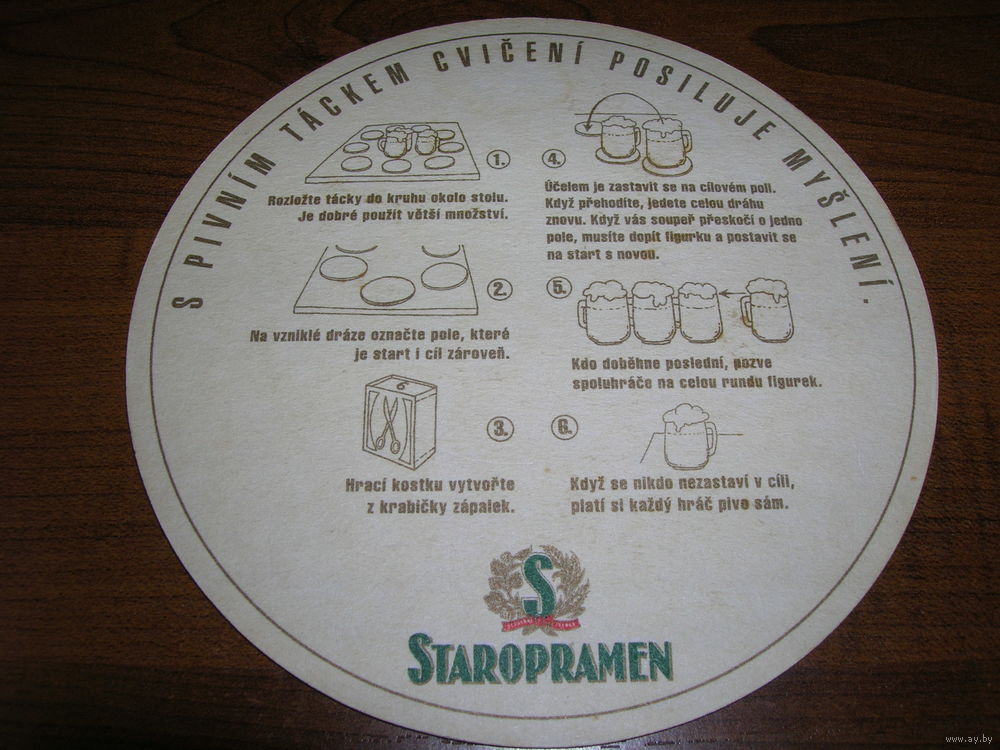 S PIVNÍM TÁCKEM CVIČENÍ POSILUJE MYŠLENÍ.
1.
Rozložte tácky do kruhu okolo stolu.
Je dobré použít větší množství.
2.
Na vzniklé dráze označte pole, které
je start i cíl zároveň.
6
3.
Hrací kostku vytvořte
z krabičky zápalek.
4.
Účelem je zastavit se na cílovém poli.
Když přehodíte, jedete celou dráhu
znovu. Když vás soupeř přeskočí o jedno
pole, musíte dopít figurku a postavit se
na start s novou.
5.
Kdo doběhne poslední, pozve
spoluhráče na celou rundu figurek.
6.
Když se nikdo nezastaví v cíli,
platí si každý hráč pivo sám.
S
STAROPRAMEN
www.ay.by